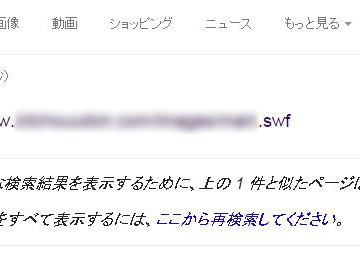 画像 動画 ショッピング ニュース もっと見る
w. .swf
な検索結果を表示するために、上の 1 件と似たページは
をすべて表示するには、ここから再検索してください。